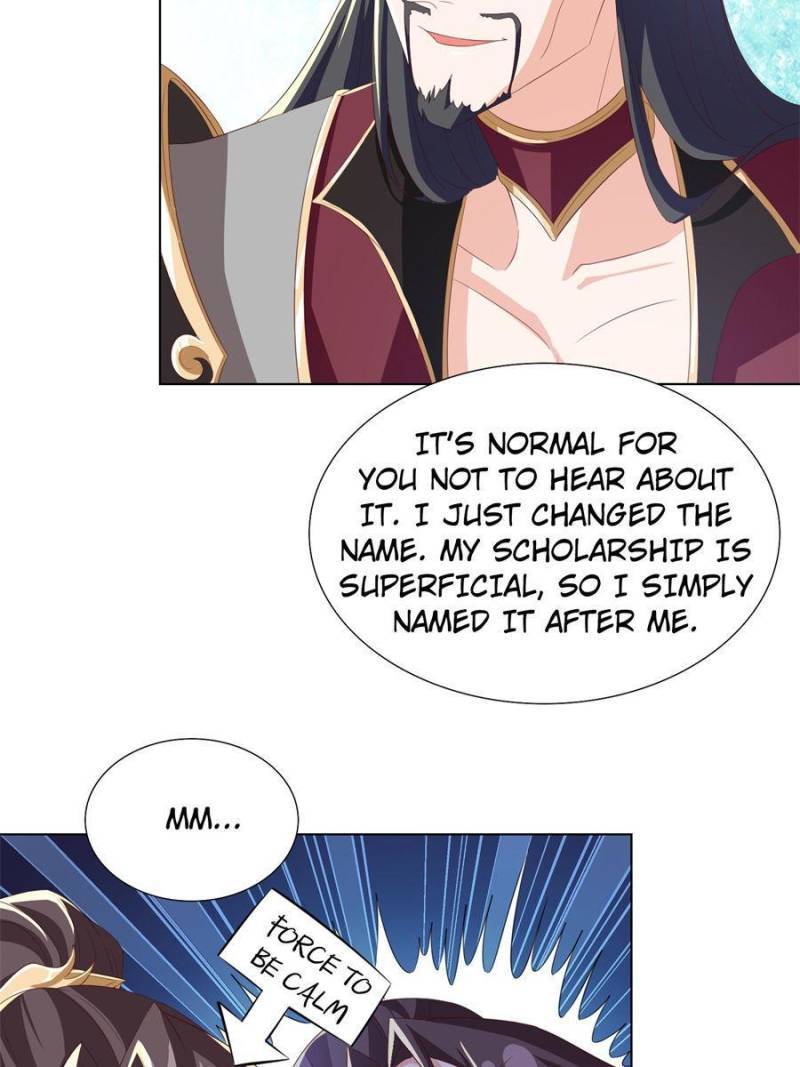 IT'S NORMAL FOR
YOU NOT TO HEAR ABOUT
IT. I JUST CHANGED THE
NAME. MY SCHOLARSHIP IS
SUPERFICIAL, SO I SIMPLY
NAMED IT AFTER ME.
MM...
FORCE TO
BE CALM